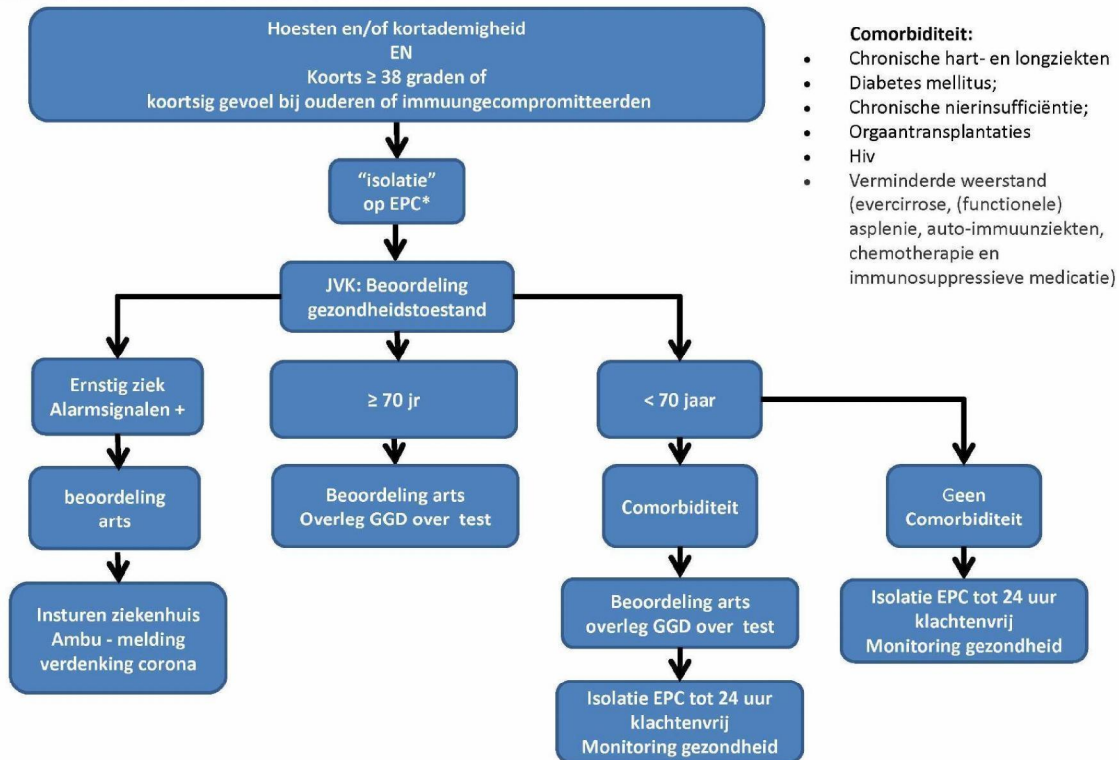 Hoesten en/of kortademigheid
EN
Koorts ≥ 38 graden of
koortsig gevoel bij ouderen of immuungecompromitteerden
Comorbiditeit:
• Chronische hart- en longziekten
• Diabetes mellitus;
• Chronische nierinsufficiëntie;
• Orgaantransplantaties
• Hiv
• Verminderde weerstand
(evercirrose, (functionele)
asplenie, auto-immuunziekten,
chemotherapie en
immunosuppressieve medicatie)
“isolatie”
op EPC*
JVK: Beoordeling
gezondheidstoestand
Ernstig ziek
Alarmsignalen +
≥ 70 jr
< 70 jaar
beoordeling
arts
Beoordeling arts
Overleg GGD over test
Comorbiditeit
Geen
Comorbiditeit
Insturen ziekenhuis
Ambu - melding
verdenking corona
Beoordeling arts
overleg GGD over test
Isolatie EPC tot 24 uur
klachtenvrij
Monitoring gezondheid
Isolatie EPC tot 24 uur
klachtenvrij
Monitoring gezondheid